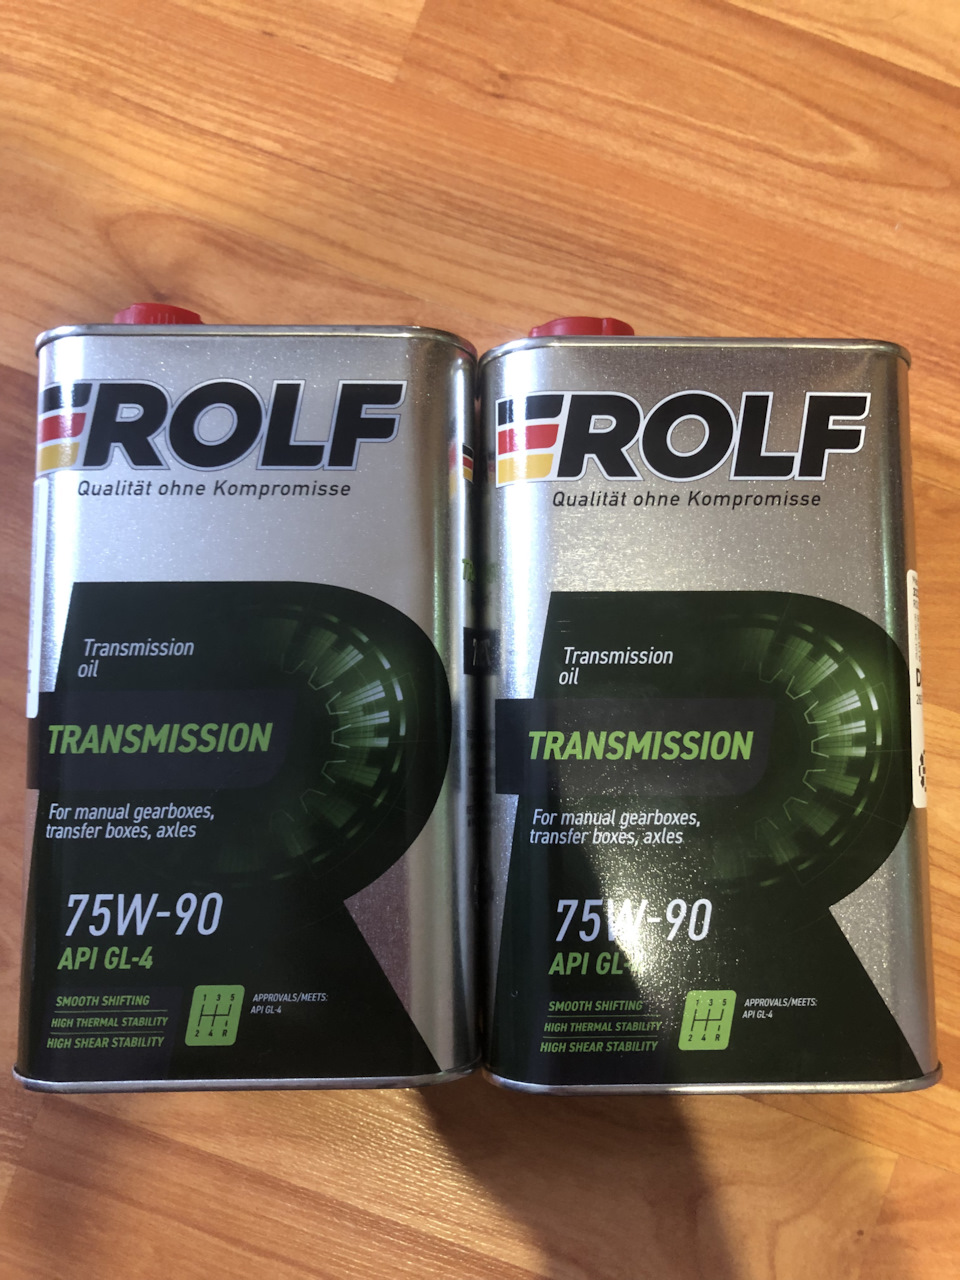 ROLF
Qualität ohne Kompromisse
Transmission
oil
TRANSMISSION
For manual gearboxes,
transfer boxes, axles
75W-90
API GL-4
SMOOTH SHIFTING
HIGH THERMAL STABILITY
HIGH SHEAR STABILITY
1 3 5
2 4 R
APPROVALS/MEETS:
API GL-4
ROLF
Qualität ohne Kompromisse
Transmission
oil
TRANSMISSION
For manual gearboxes,
transfer boxes, axles
75W-90
API GL-4
SMOOTH SHIFTING
HIGH THERMAL STABILITY
HIGH SHEAR STABILITY
1 3 5
2 4 R
APPROVALS/MEETS:
API GL-4